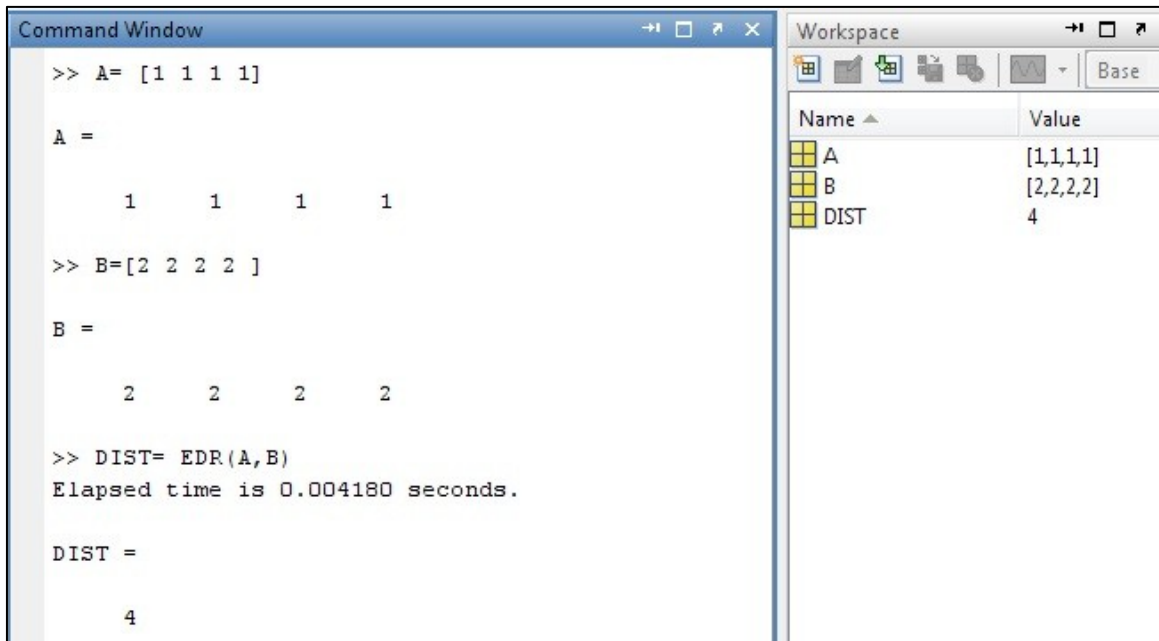 Command Window
>> A= [1 1 1 1]
A =
1 1 1 1
>> B=[2 2 2 2 ]
B =
2 2 2 2
>> DIST= EDR(A,B)
Elapsed time is 0.004180 seconds.
DIST =
4
Workspace
Base
Name Value
A [1,1,1,1]
B [2,2,2,2]
DIST 4